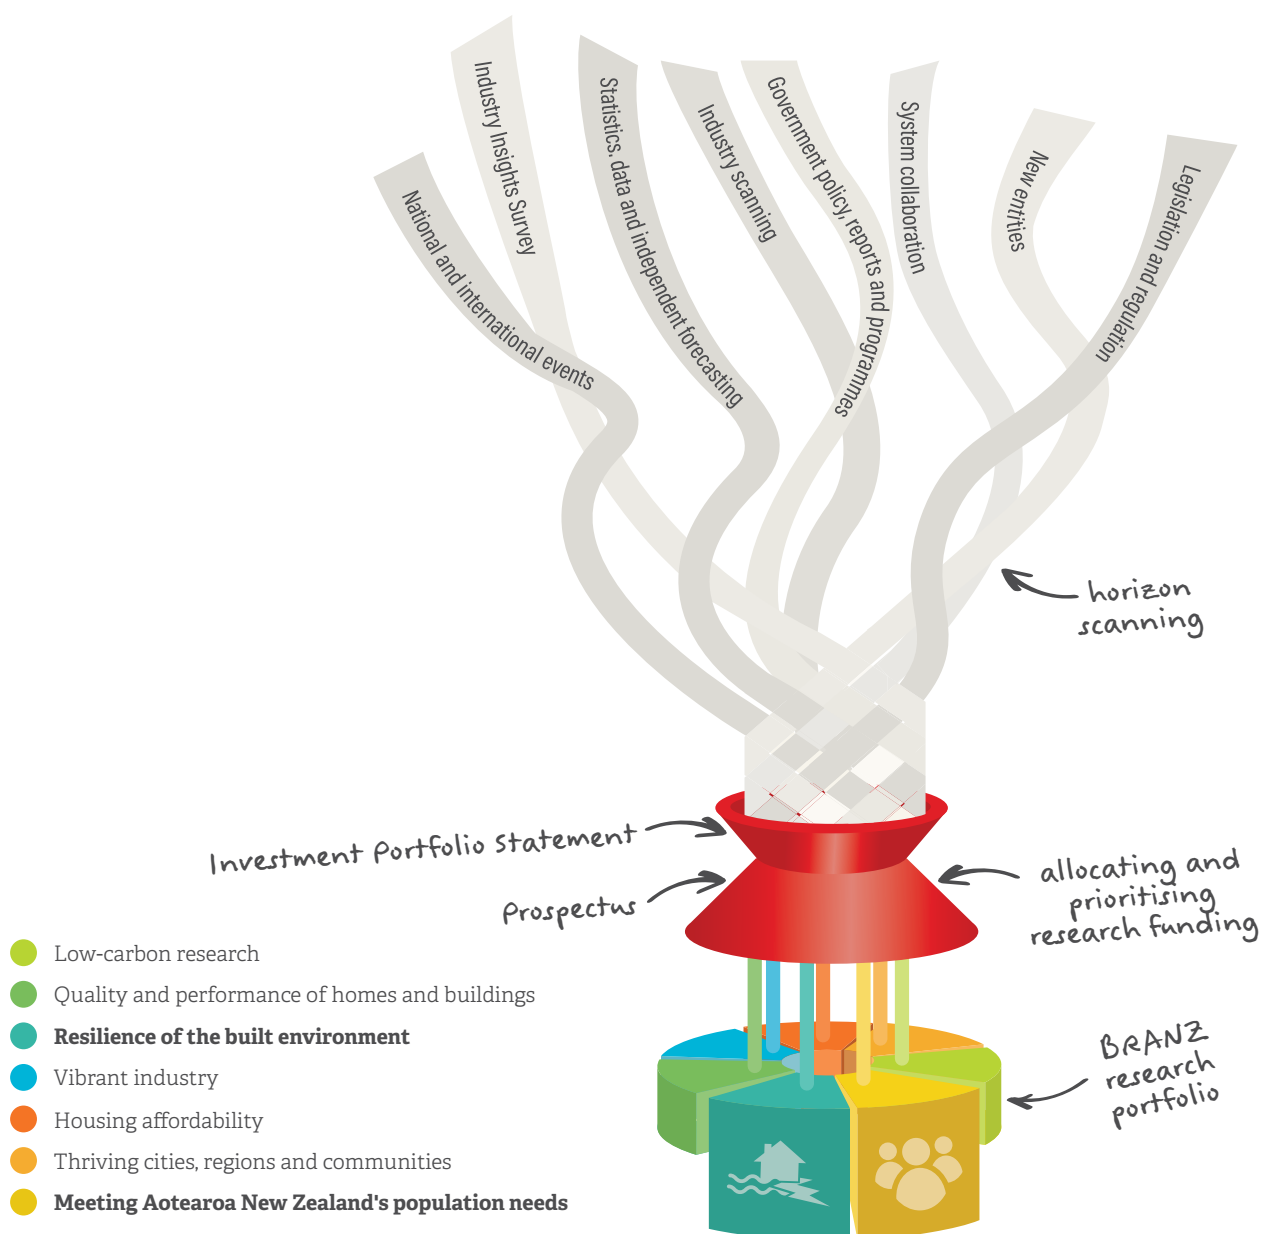 National and international events
Industry Insights Survey
Statistics, data and independent forecasting
Industry scanning
Government policy, reports and programmes
System collaboration
New entities
Legislation and regulation
horizon
scanning
Investment Portfolio Statement
Prospectus
allocating and
prioritising
research funding
Low-carbon research
Quality and performance of homes and buildings
Resilience of the built environment
Vibrant industry
Housing affordability
Thriving cities, regions and communities
Meeting Aotearoa New Zealand's population needs
BRANZ
research
portfolio